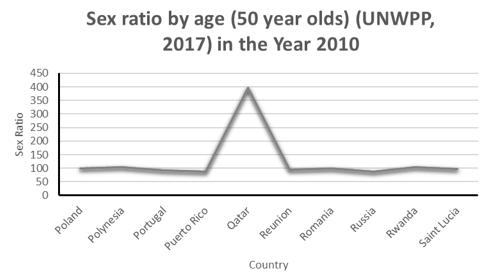 Sex ratio by age (50 year olds) (UNWPP,
2017) in the Year 2010
450
400
350
300
250
200
150
100
50
0
Sex Ratio
Poland
Polynesia
Portugal
Puerto Rico
Qatar
Reunion
Romania
Russia
Rwanda
Saint Lucia
Country